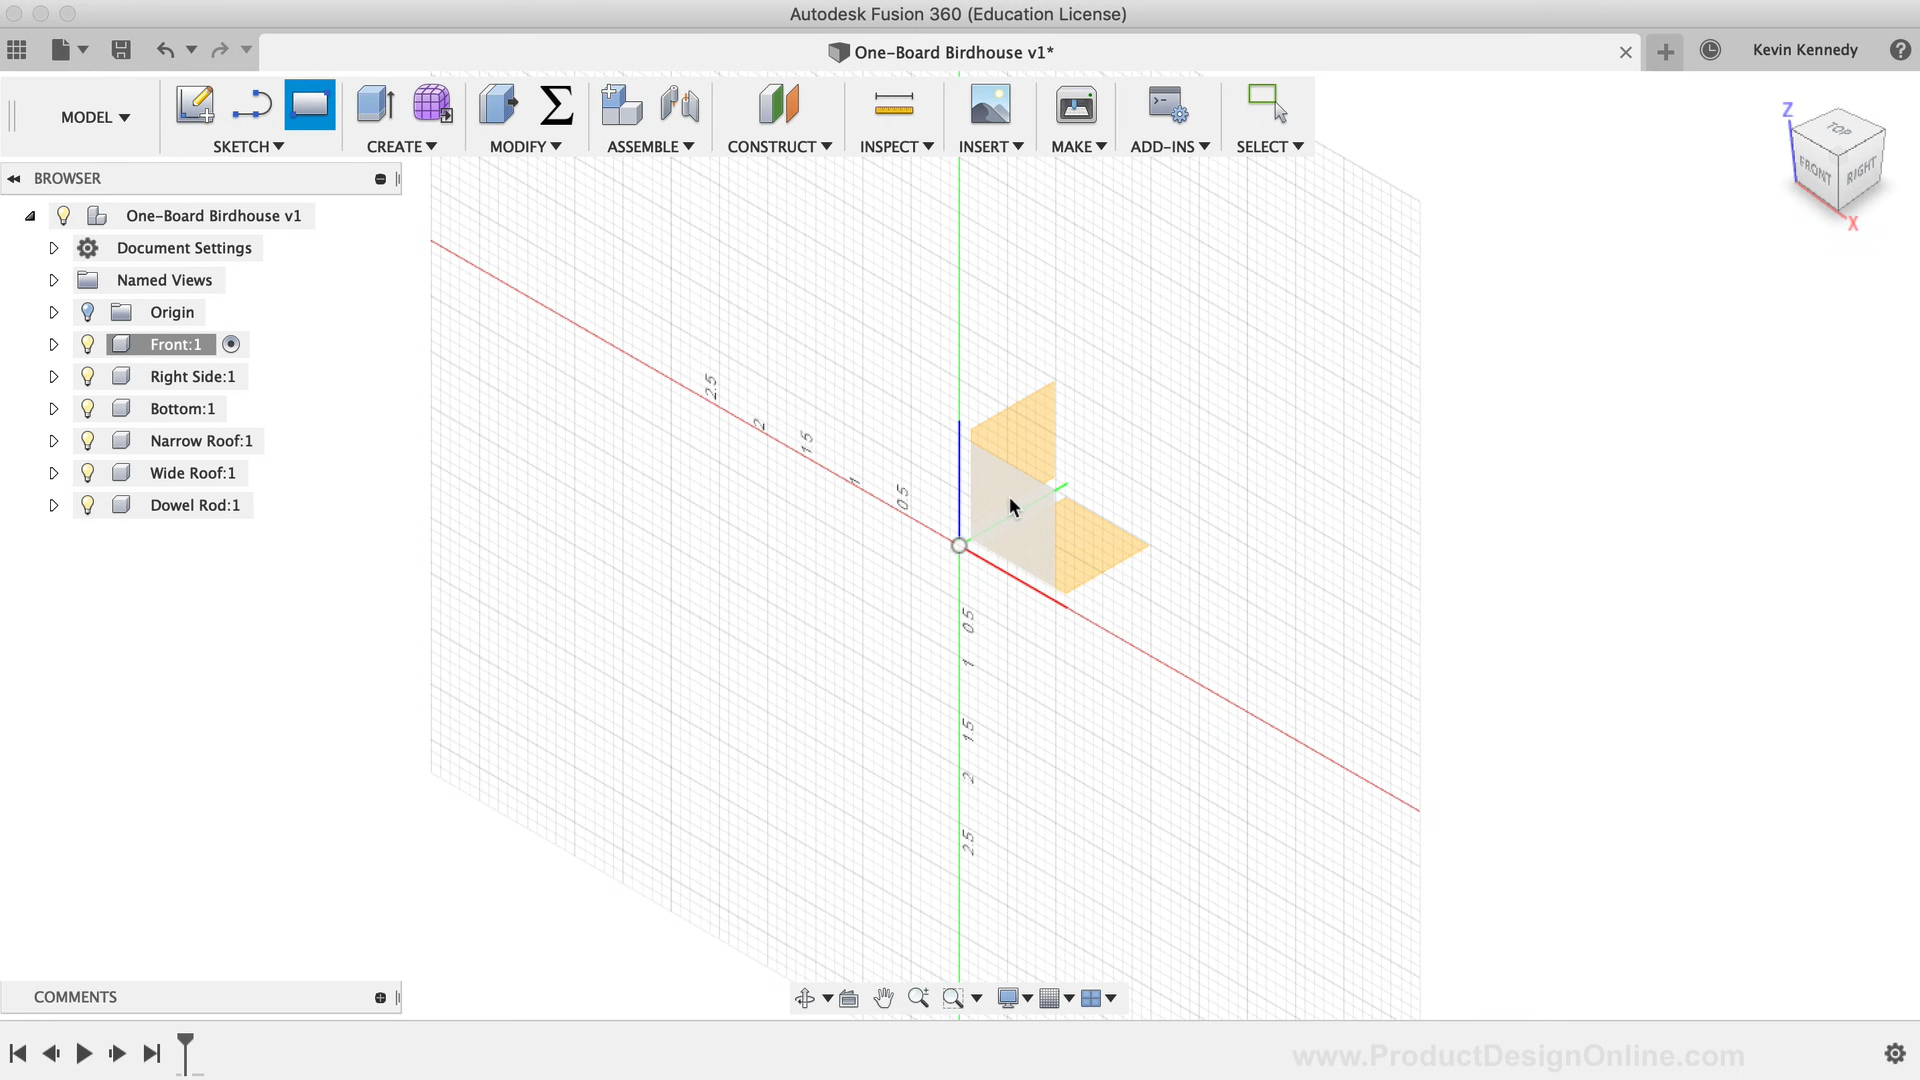 Autodesk Fusion 360 (Education License)
One-Board Birdhouse v1*
Kevin Kennedy
MODEL
SKETCH
CREATE
MODIFY
ASSEMBLE
CONSTRUCT
INSPECT
INSERT
MAKE
ADD-INS
SELECT
BROWSER
One-Board Birdhouse v1
Document Settings
Named Views
Origin
Front:1
Right Side:1
Bottom:1
Narrow Roof:1
Wide Roof:1
Dowel Rod:1
Z
TOP
FRONT
RIGHT
X
2.5
2
1.5
1
0.5
0.5
1
1.5
2
2.5
COMMENTS
www.ProductDesignOnline.com